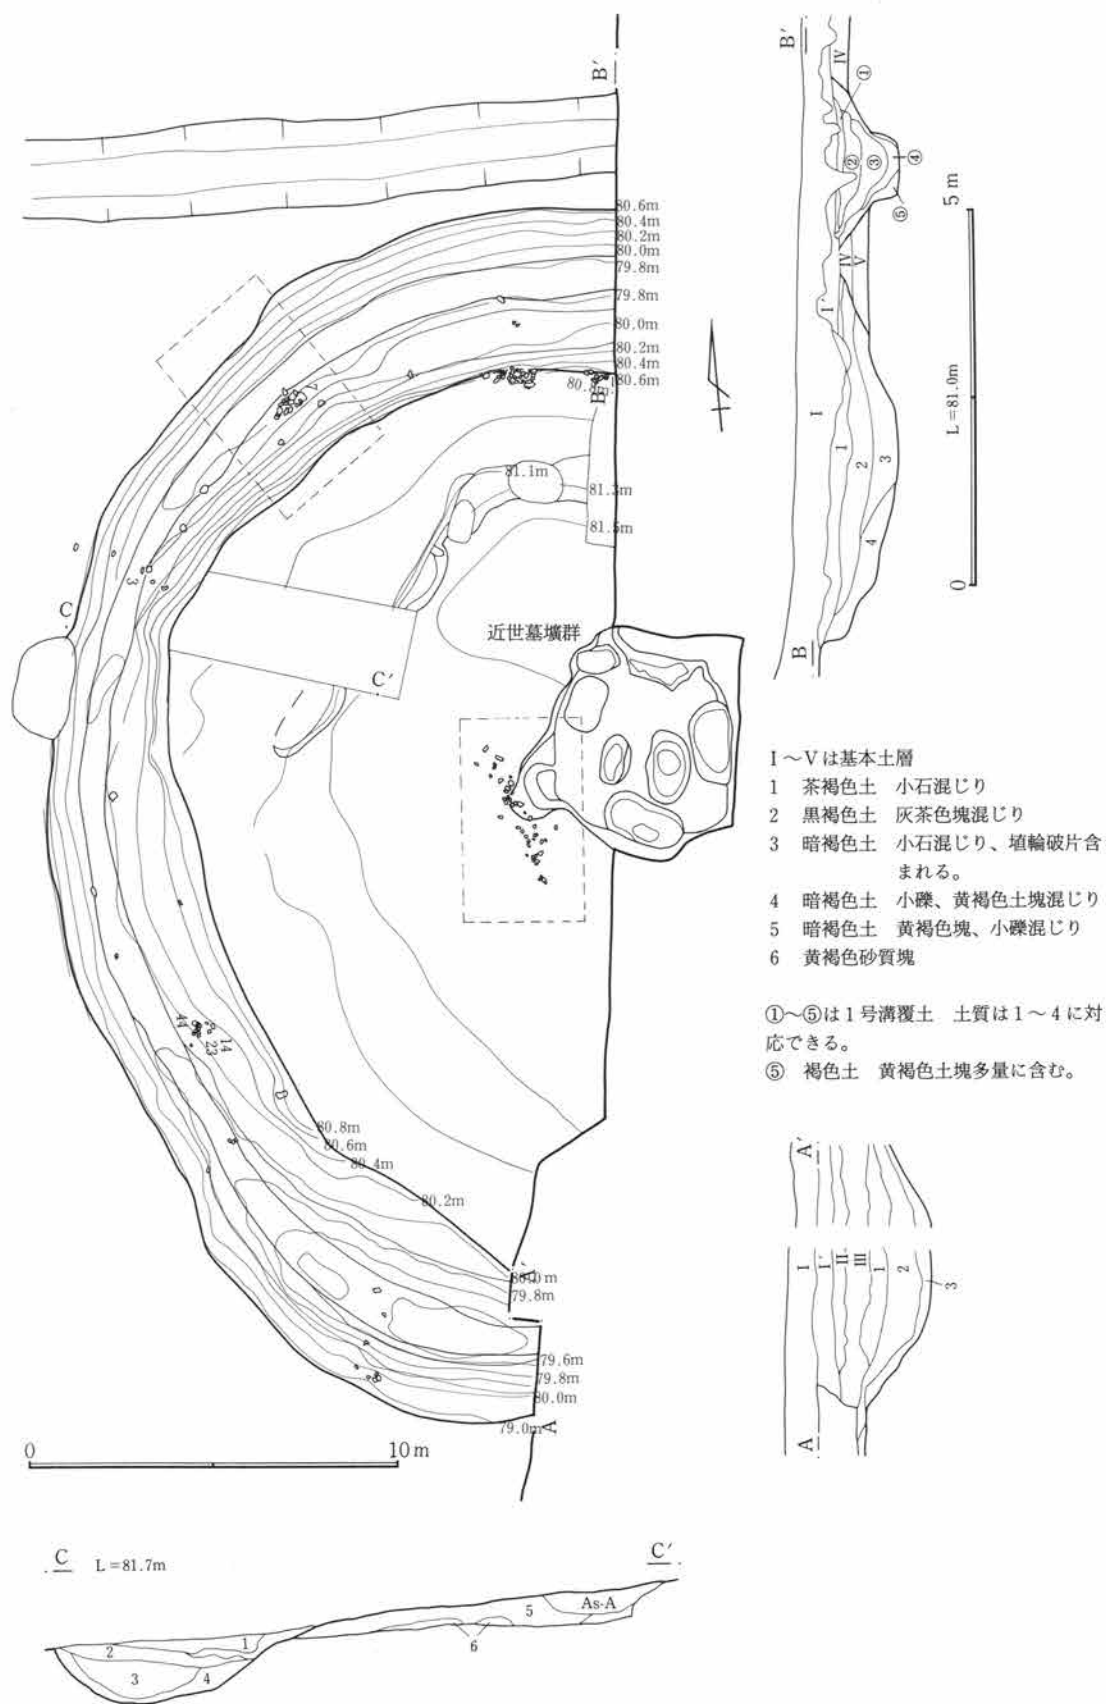 B′
80.6m
80.4m
80.2m
80.0m
79.8m
79.8m
80.0m
80.2m
80.4m
80.6m
80.8m
B
7
81.1m
81.3m
81.5m
3
C
C′
近世墓壙群
44
23
14
80.8m
80.6m
80.4m
80.2m
80.0m
79.8m
A′
79.6m
79.8m
80.0m
79.0m
A
0 10m
B′
Ⅳ
①
②
③
④
⑤
Ⅳ
Ⅴ
Ⅰ′
Ⅰ
1
2
3
4
B
5m
L=81.0m
0
Ⅰ～Ⅴは基本土層
1 茶褐色土 小石混じり
2 黒褐色土 灰茶色塊混じり
3 暗褐色土 小石混じり、埴輪破片含
まれる。
4 暗褐色土 小礫、黄褐色土塊混じり
5 暗褐色土 黄褐色塊、小礫混じり
6 黄褐色砂質塊
①～⑤は1号溝覆土 土質は1～4に対
応できる。
⑤ 褐色土 黄褐色土塊多量に含む。
A′
Ⅰ
Ⅰ′
Ⅱ
Ⅲ
1
2
3
A
C L=81.7m
C′
1
2
3
4
5
6
As-A